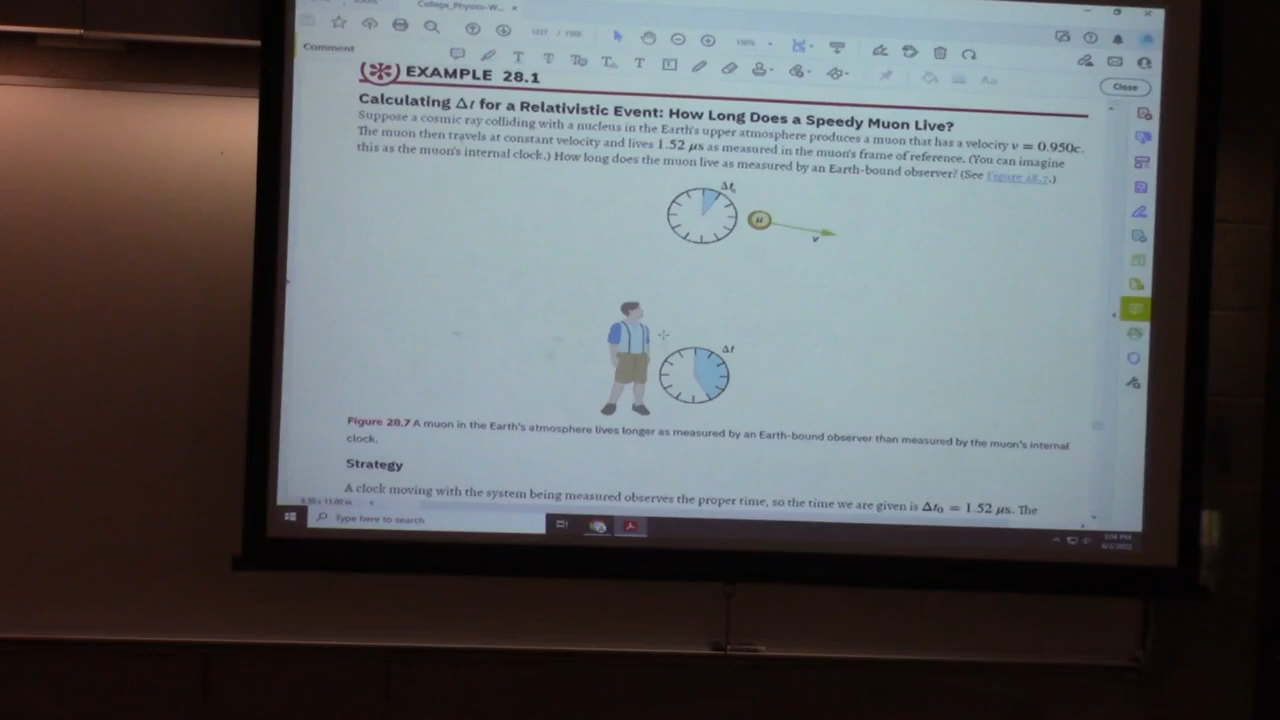 College_Physics-W...
Comment
Close
EXAMPLE 28.1
Calculating Δt for a Relativistic Event: How Long Does a Speedy Muon Live?
Suppose a cosmic ray colliding with a nucleus in the Earth's upper atmosphere produces a muon that has a velocity v = 0.950c.
The muon then travels at constant velocity and lives 1.52 μs as measured in the muon's frame of reference. (You can imagine
this as the muon's internal clock.) How long does the muon live as measured by an Earth-bound observer? (See Figure 28.7.)
Δt₀
μ
v
Δt
Figure 28.7 A muon in the Earth's atmosphere lives longer as measured by an Earth-bound observer than measured by the muon's internal
clock.
Strategy
A clock moving with the system being measured observes the proper time, so the time we are given is Δt₀ = 1.52 μs. The
8.50 x 11.00 in
Type here to search